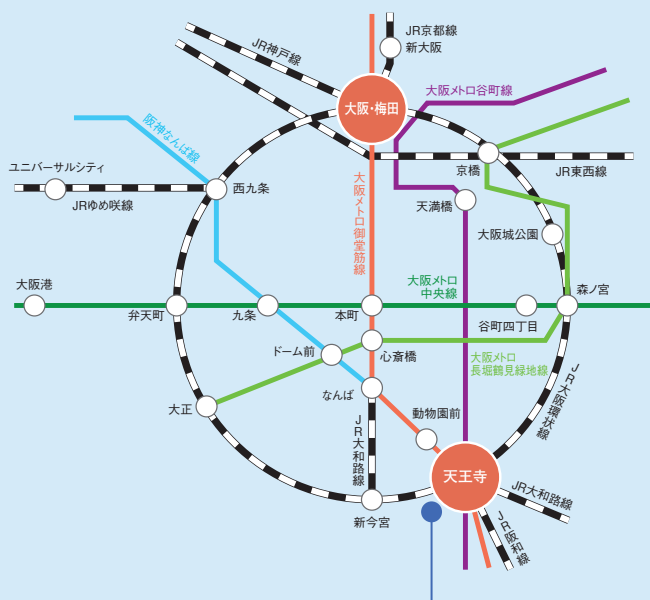 JR京都線
新大阪
JR神戸線
大阪・梅田
大阪メトロ谷町線
阪神なんば線
京橋
JR東西線
ユニバーサルシティ
西九条
JRゆめ咲線
大阪メトロ御堂筋線
天満橋
大阪城公園
大阪港
大阪メトロ
中央線
森ノ宮
弁天町
九条
本町
谷町四丁目
ドーム前
心斎橋
大阪メトロ
長堀鶴見緑地線
なんば
JR大阪環状線
大正
動物園前
JR大和路線
天王寺
新今宮
JR大和路線
JR阪和線